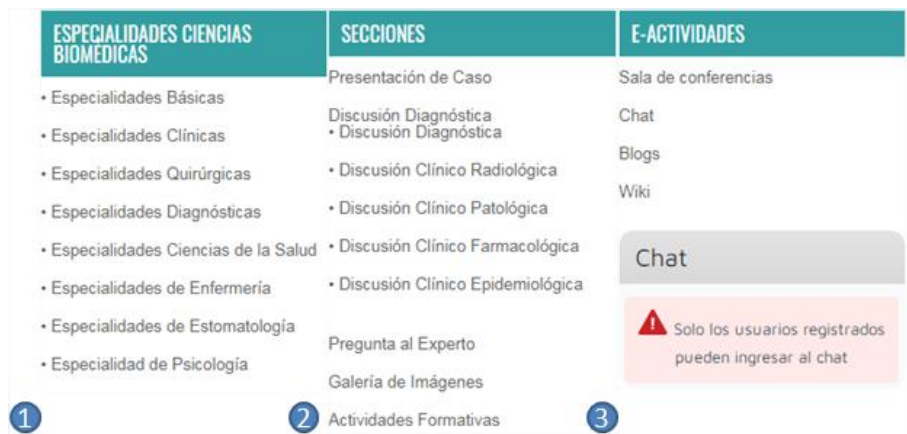 ESPECIALIDADES CIENCIAS
BIOMÉDICAS
• Especialidades Básicas
• Especialidades Clínicas
• Especialidades Quirúrgicas
• Especialidades Diagnósticas
• Especialidades Ciencias de la Salud
• Especialidades de Enfermería
• Especialidades de Estomatología
• Especialidad de Psicología
1
SECCIONES
Presentación de Caso
Discusión Diagnóstica
• Discusión Diagnóstica
• Discusión Clínico Radiológica
• Discusión Clínico Patológica
• Discusión Clínico Farmacológica
• Discusión Clínico Epidemiológica
Pregunta al Experto
Galería de Imágenes
Actividades Formativas
2
E-ACTIVIDADES
Sala de conferencias
Chat
Blogs
Wiki
Chat
Solo los usuarios registrados
pueden ingresar al chat
3